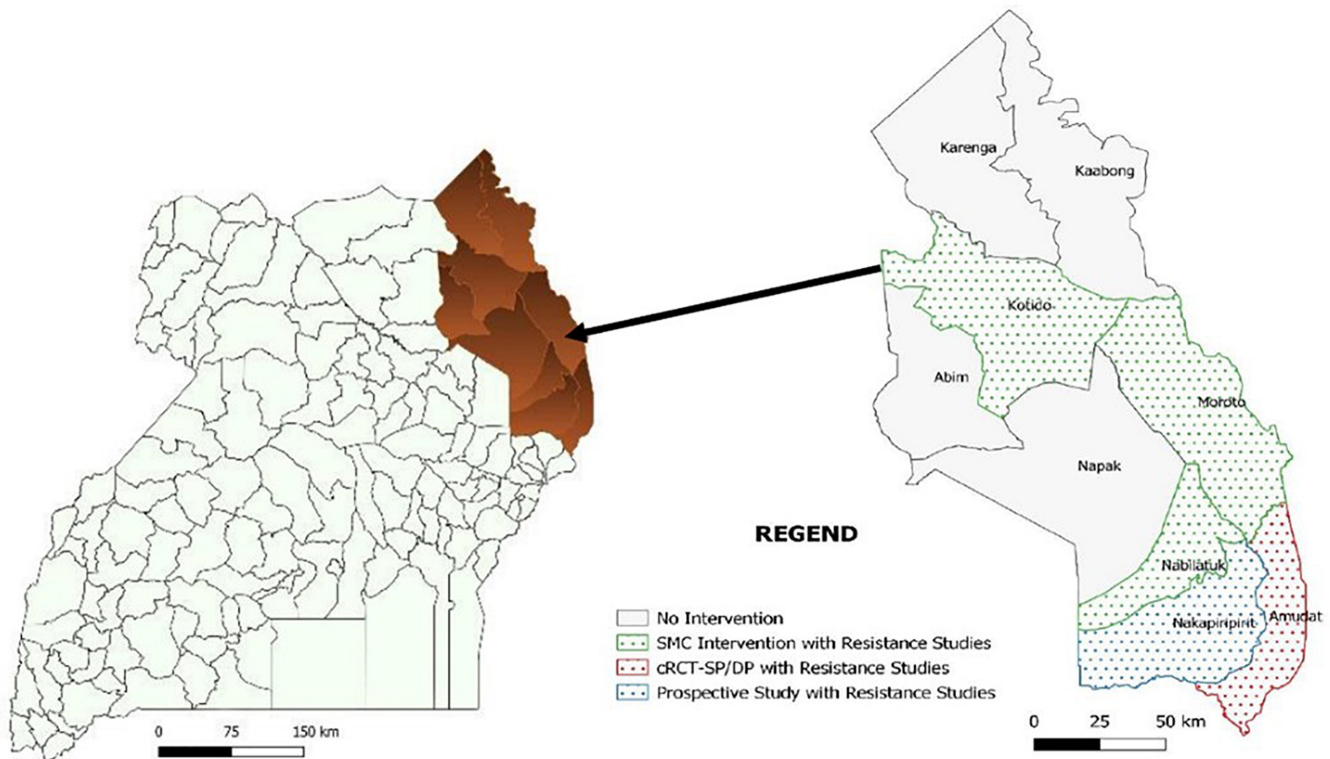 Karenga
Kaabong
Kotido
Abim
Moroto
Napak
REGEND
Nabilatuk
No Intervention
Nakapiripirit
Amudat
SMC Intervention with Resistance Studies
cRCT-SP/DP with Resistance Studies
Prospective Study with Resistance Studies
0 75 150 km
0 25 50 km